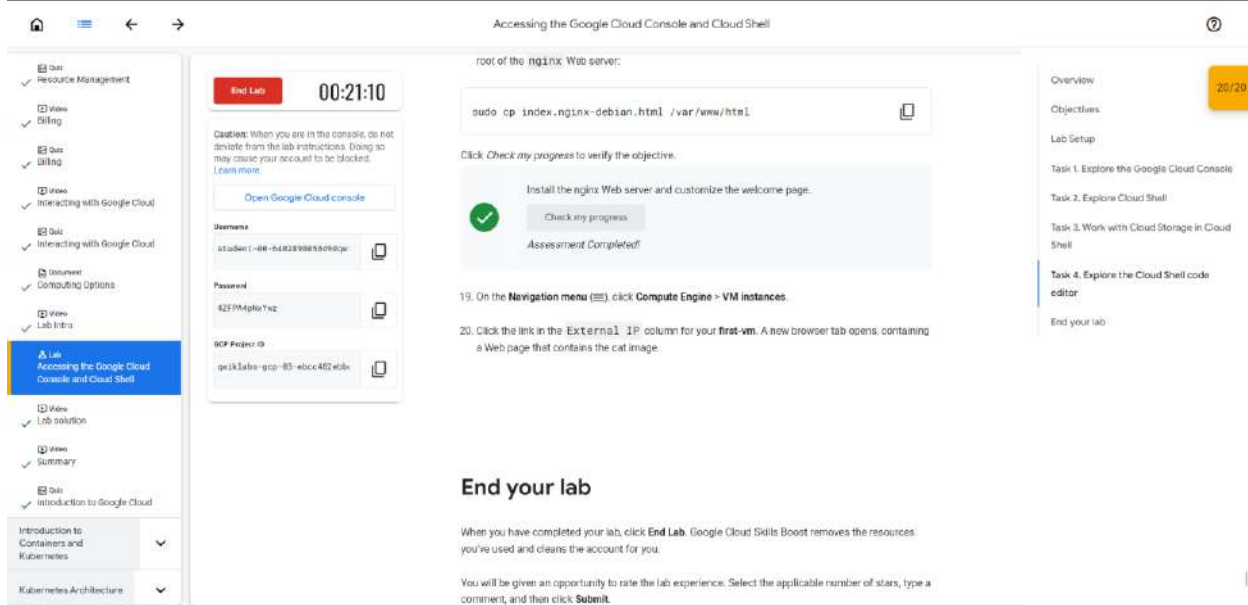 Accessing the Google Cloud Console and Cloud Shell
Quiz
Resource Management
Video
Billing
Quiz
Billing
Video
Interacting with Google Cloud
Quiz
Interacting with Google Cloud
Document
Computing Options
Video
Lab Intro
Lab
Accessing the Google Cloud
Console and Cloud Shell
Video
Lab solution
Video
Summary
Quiz
Introduction to Google Cloud
Introduction to
Containers and
Kubernetes
Kubernetes Architecture
End Lab
00:21:10
Caution: When you are in the console, do not
deviate from the lab instructions. Doing so
may cause your account to be blocked.
Learn more.
Open Google Cloud console
Username
Password
GCP Project ID
root of the nginx Web server:
sudo cp index.nginx-debian.html /var/www/html
Click Check my progress to verify the objective.
Install the nginx Web server and customize the welcome page.
Check my progress
Assessment Completed!
19. On the Navigation menu (), click Compute Engine > VM instances.
20. Click the link in the External IP column for your first-vm. A new browser tab opens, containing
a Web page that contains the cat image.
End your lab
When you have completed your lab, click End Lab. Google Cloud Skills Boost removes the resources
you've used and cleans the account for you.
You will be given an opportunity to rate the lab experience. Select the applicable number of stars, type a
comment, and then click Submit.
Overview
20/20
Objectives
Lab Setup
Task 1. Explore the Google Cloud Console
Task 2. Explore Cloud Shell
Task 3. Work with Cloud Storage in Cloud
Shell
Task 4. Explore the Cloud Shell code
editor
End your lab